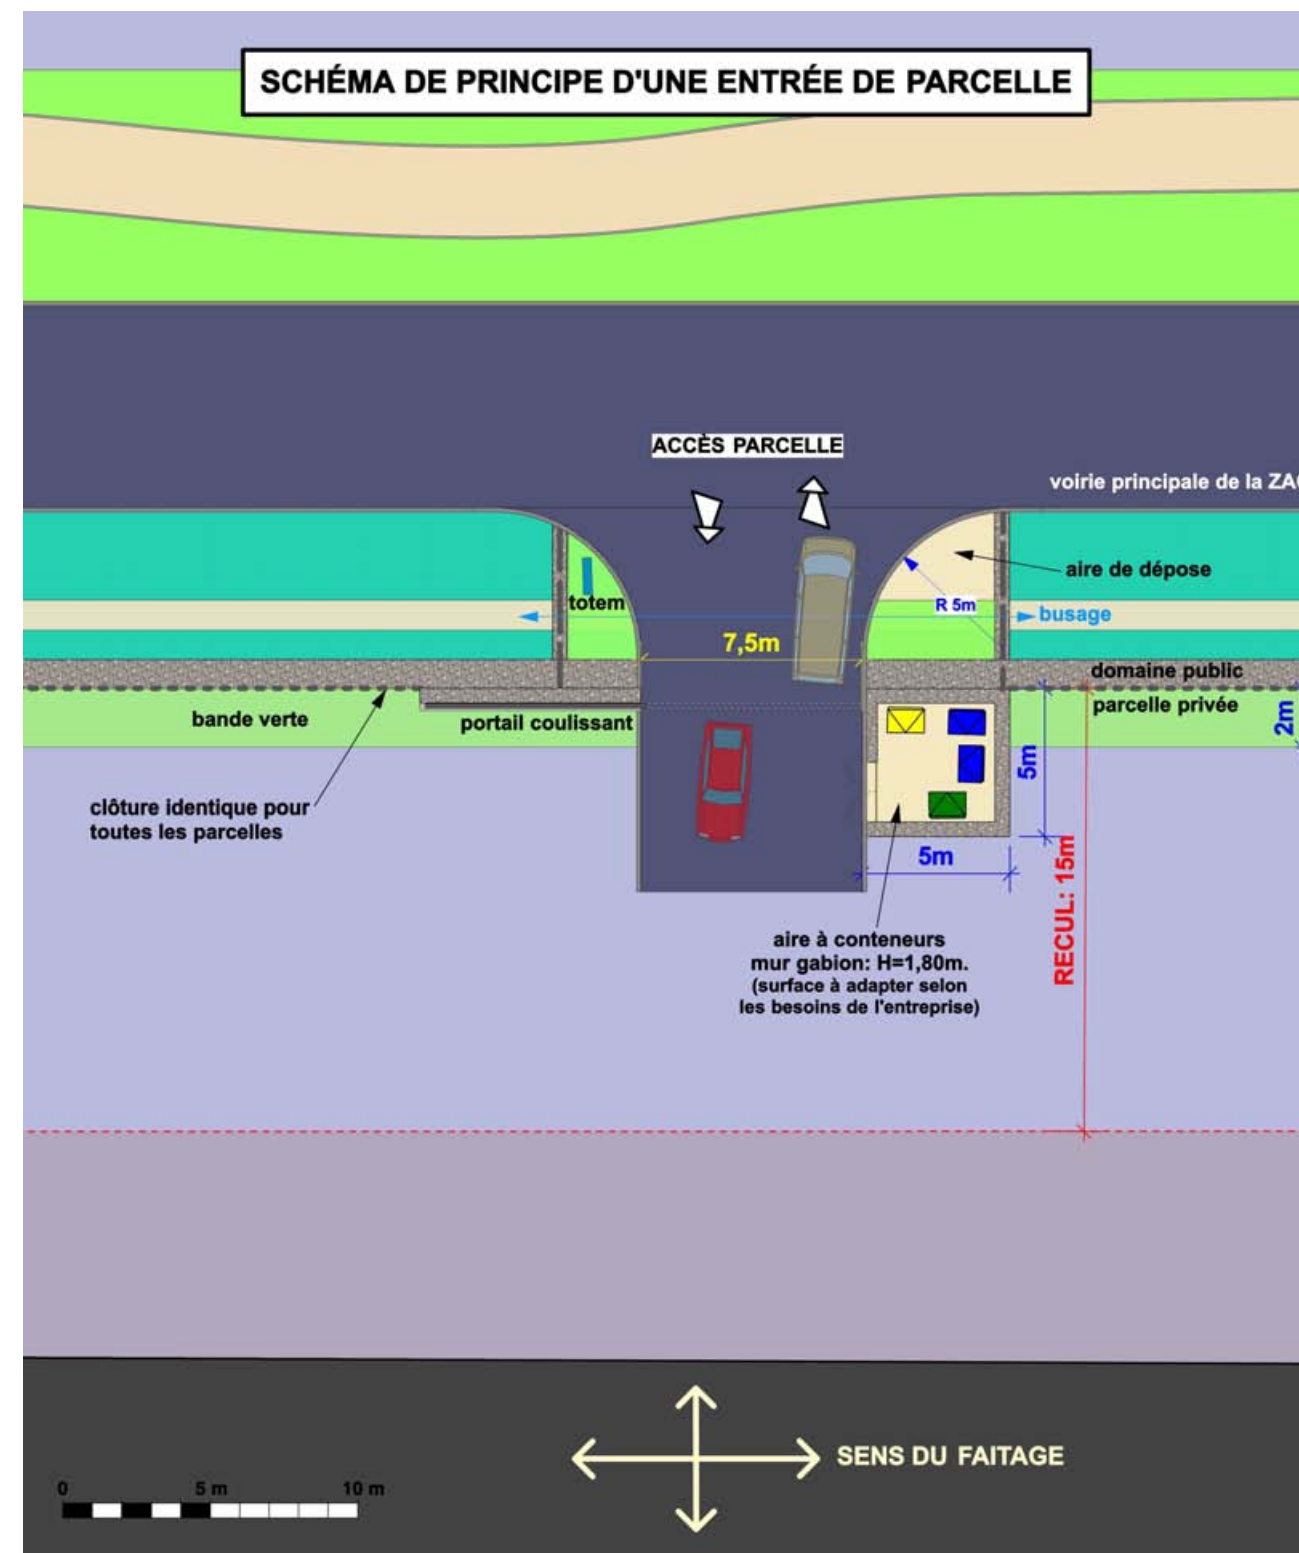 SCHÉMA DE PRINCIPE D'UNE ENTRÉE DE PARCELLE
ACCÈS PARCELLE
voirie principale de la ZA
aire de dépose
totem
R 5m
busage
7,5m
domaine public
bande verte
portail coulissant
parcelle privée
2m
5m
clôture identique pour
toutes les parcelles
5m
RECUL: 15m
aire à conteneurs
mur gabion: H=1,80m.
(surface à adapter selon
les besoins de l'entreprise)
SENS DU FAITAGE
0 5 m 10 m